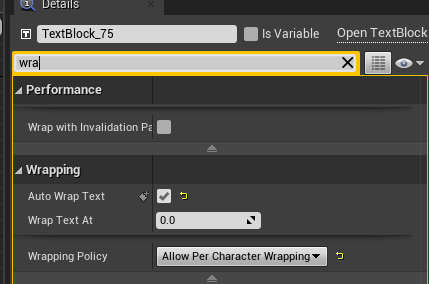 Details
TextBlock_75
Is Variable
Open TextBlock
wra
Performance
Wrap with Invalidation Pa
Wrapping
Auto Wrap Text
Wrap Text At
0.0
Wrapping Policy
Allow Per Character Wrapping